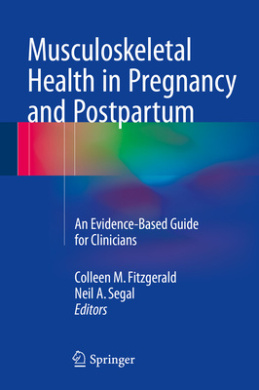 Musculoskeletal
Health in Pregnancy
and Postpartum
An Evidence-Based Guide
for Clinicians
Colleen M. Fitzgerald
Neil A. Segal
Editors
Springer